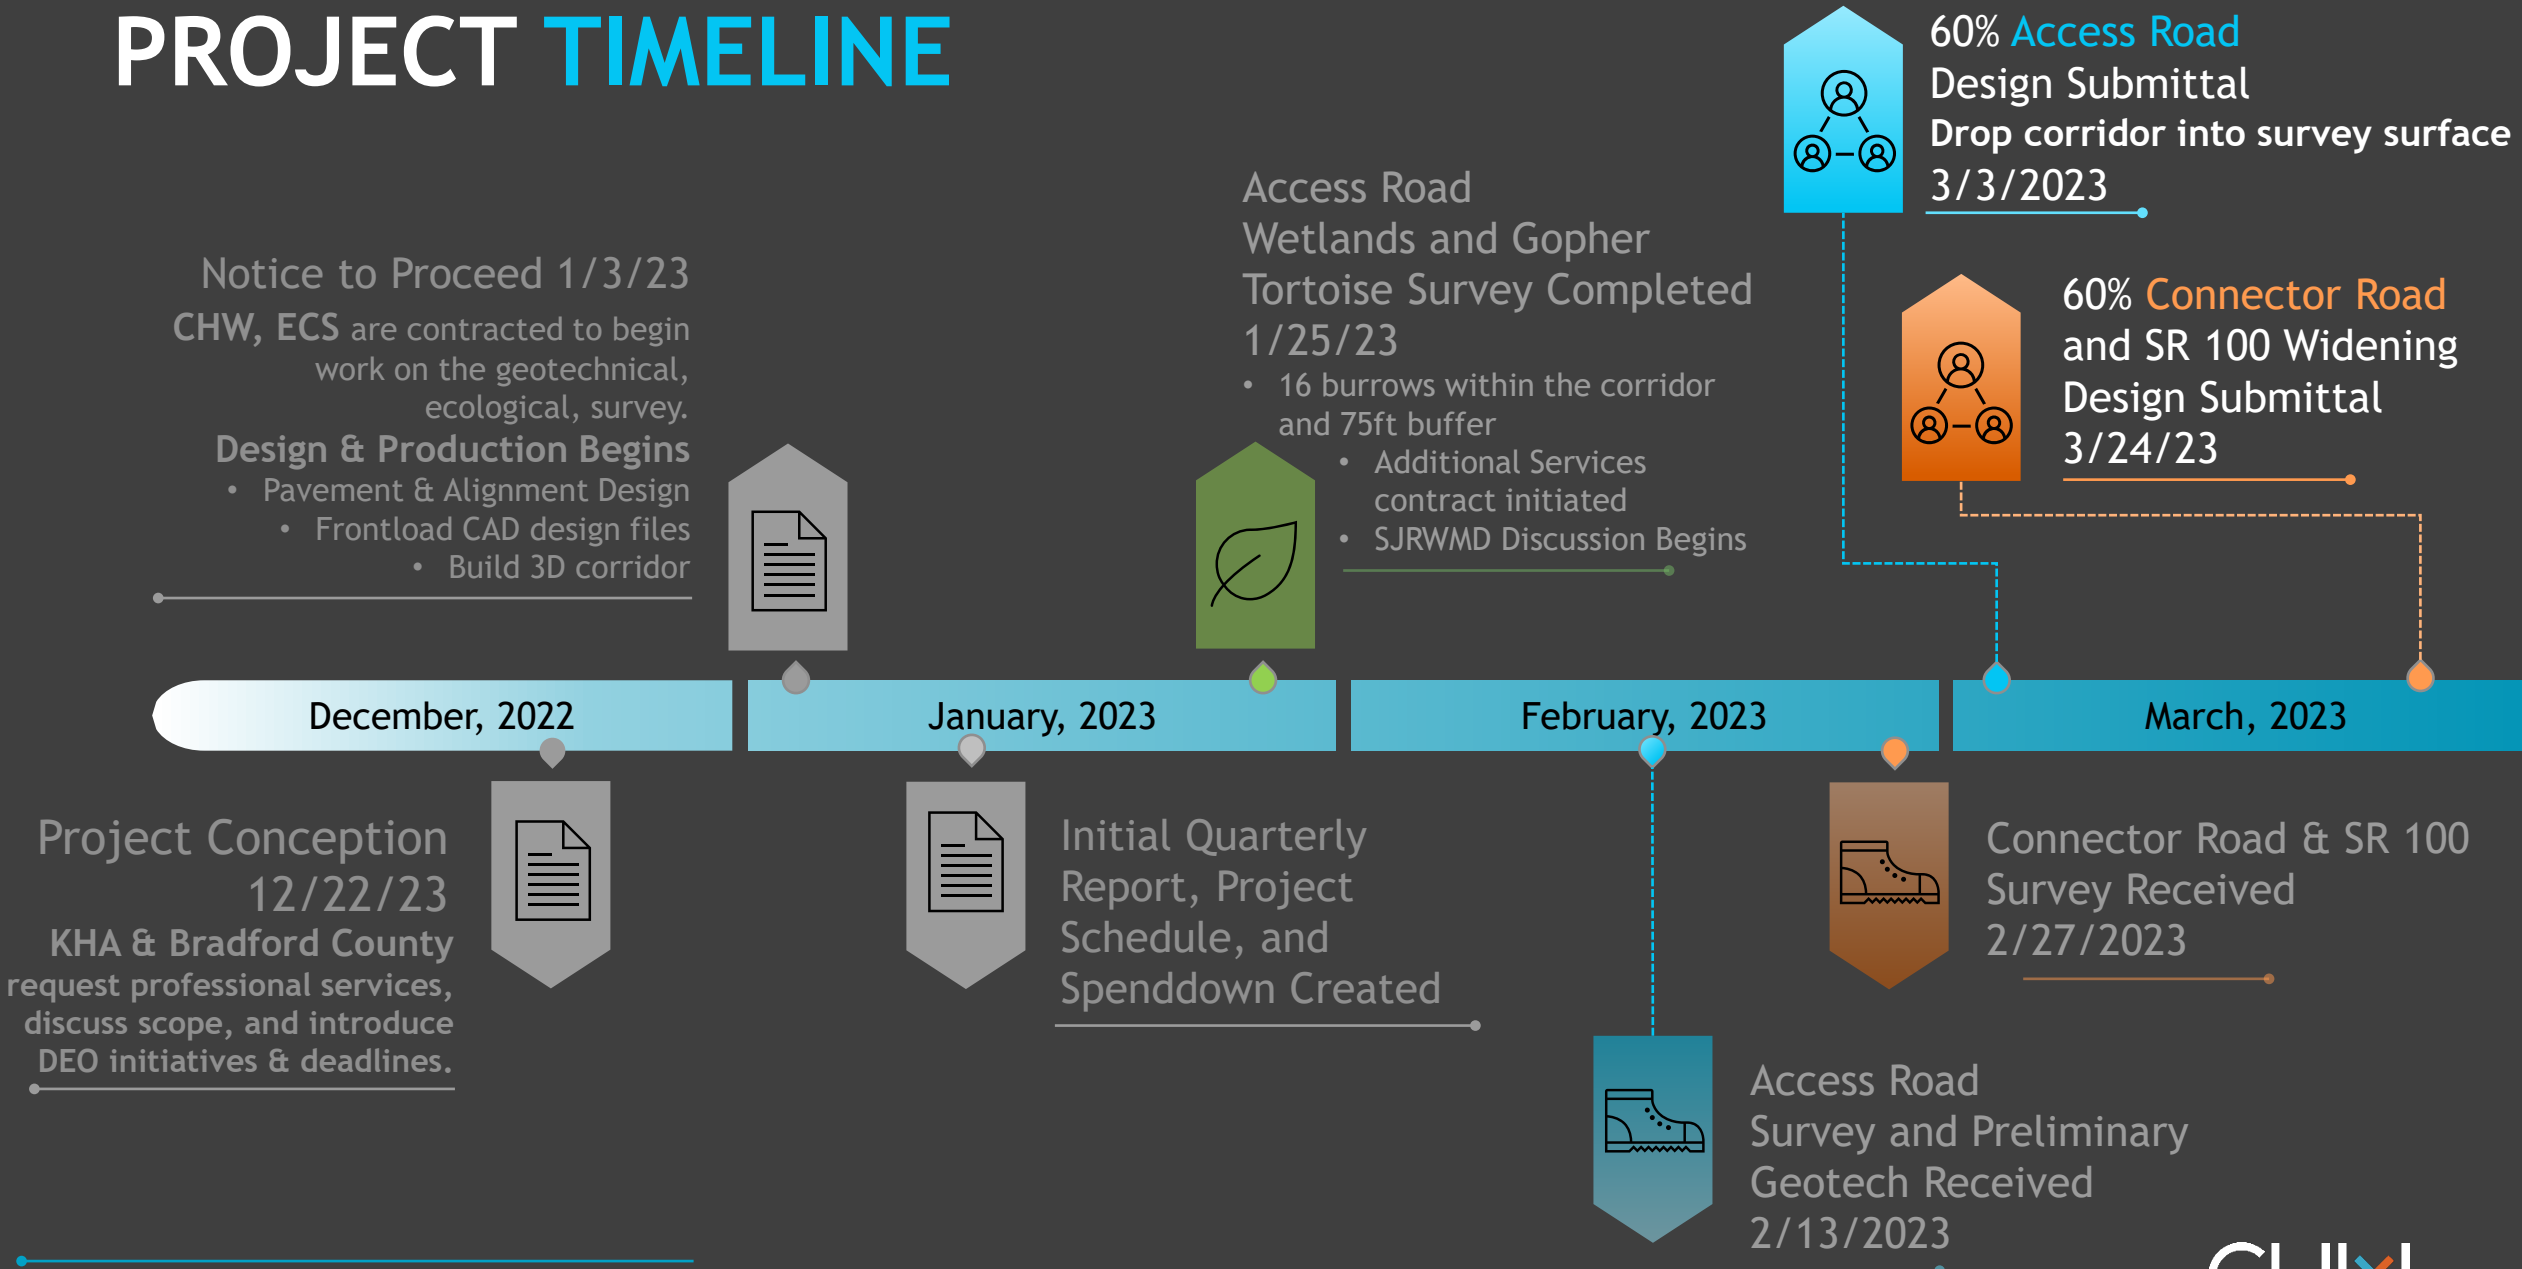 PROJECT TIMELINE
60% Access Road
Design Submittal
Drop corridor into survey surface
3/3/2023
60% Connector Road
and SR 100 Widening
Design Submittal
3/24/23
Access Road
Wetlands and Gopher
Tortoise Survey Completed
1/25/23
• 16 burrows within the corridor
and 75ft buffer
• Additional Services
contract initiated
• SJRWMD Discussion Begins
Notice to Proceed 1/3/23
CHW, ECS are contracted to begin
work on the geotechnical,
ecological, survey.
Design & Production Begins
• Pavement & Alignment Design
• Frontload CAD design files
• Build 3D corridor
December, 2022
January, 2023
February, 2023
March, 2023
Project Conception
12/22/23
KHA & Bradford County
request professional services,
discuss scope, and introduce
DEO initiatives & deadlines.
Initial Quarterly
Report, Project
Schedule, and
Spenddown Created
Connector Road & SR 100
Survey Received
2/27/2023
Access Road
Survey and Preliminary
Geotech Received
2/13/2023